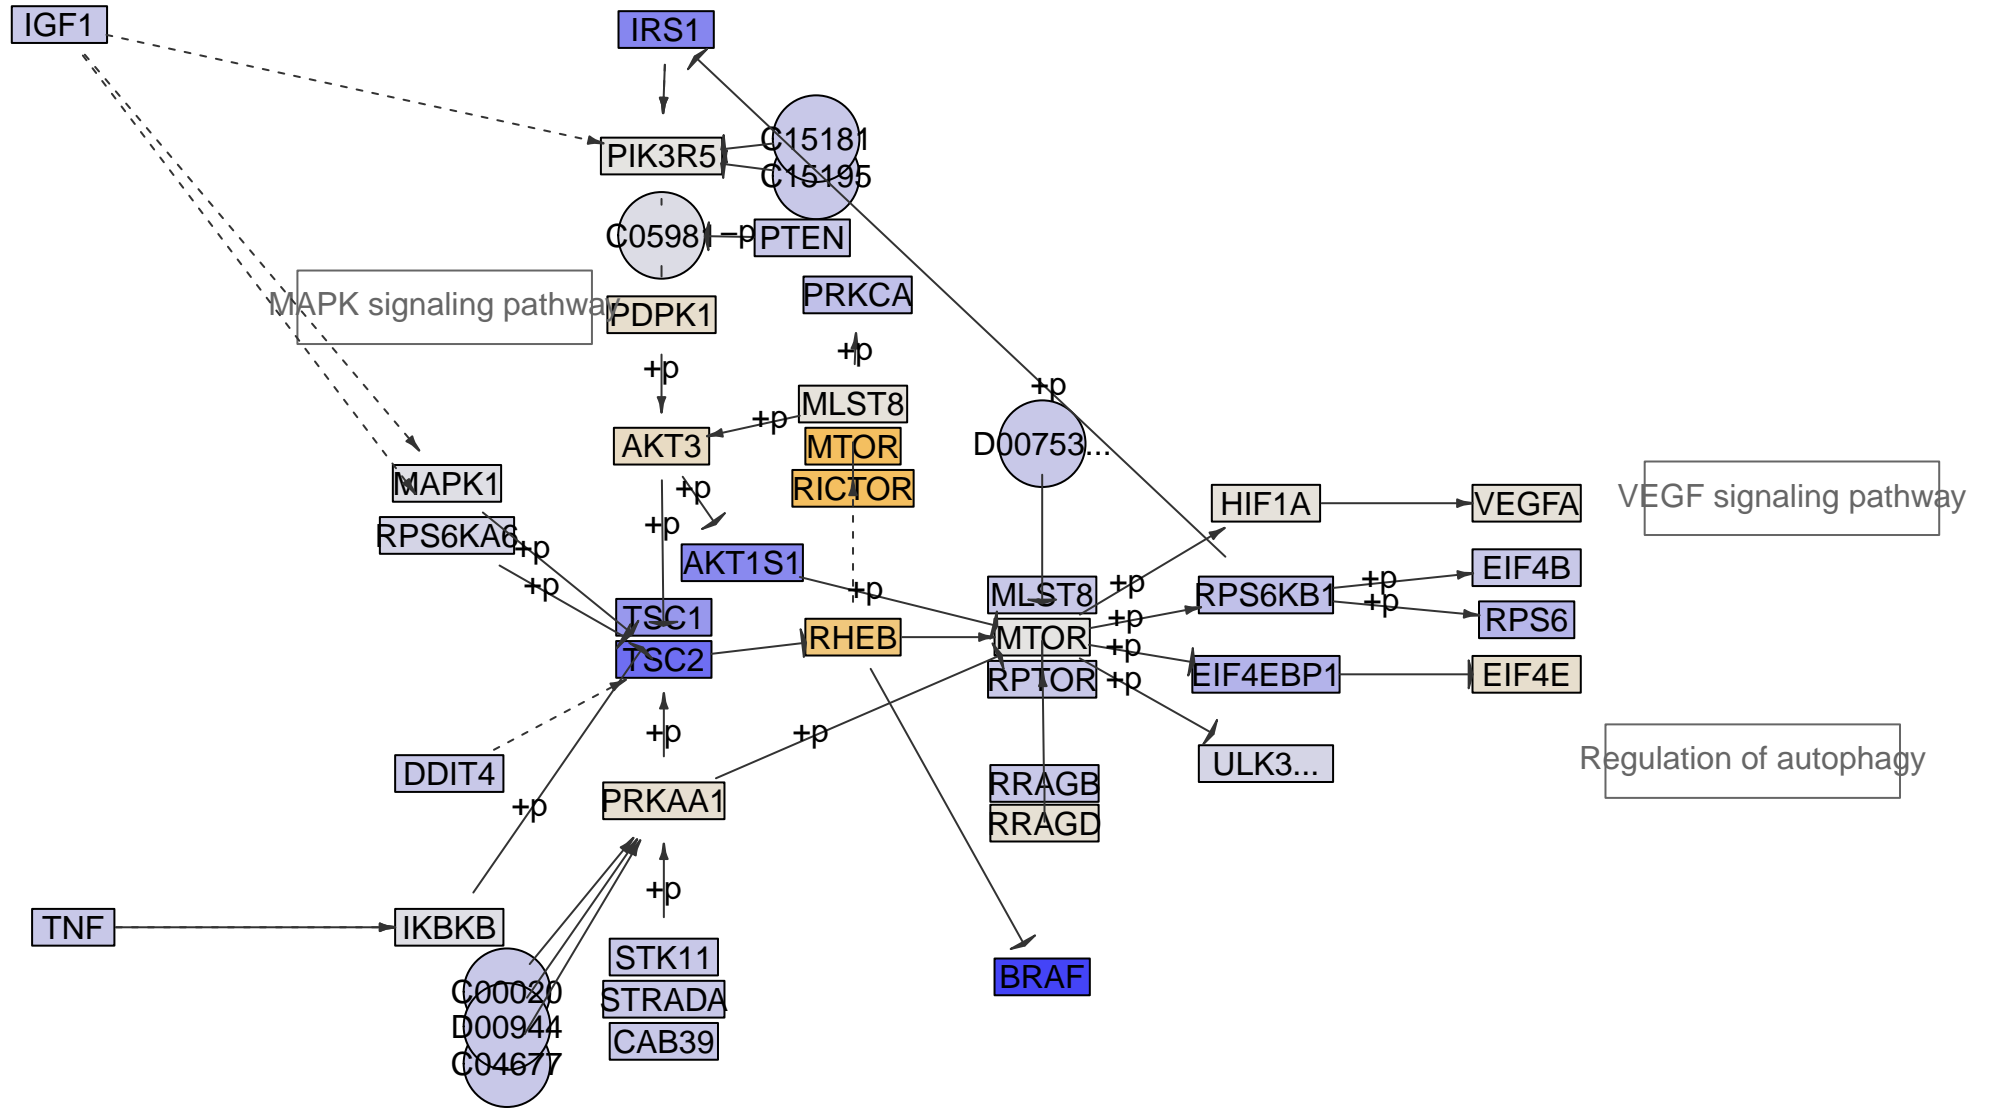 IGF1
IRS1
C15181
PIK3R5
C15195
C0598
-p
PTEN
PRKCA
MAPK signaling pathway
PDPK1
+p
+p
+p
MLST8
+p
AKT3
MTOR
D00753...
MAPK1
+p
RICTOR
HIF1A
VEGFA
VEGF signaling pathway
+p
RPS6KA6
+p
AKT1S1
EIF4B
+p
+p
+p
MLST8
+p
RPS6KB1
+p
TSC1
+p
RPS6
TSC2
RHEB
MTOR
+p
RPTOR
+p
EIF4EBP1
EIF4E
+p
+p
Regulation of autophagy
DDIT4
ULK3...
RRAGB
+p
PRKAA1
RRAGD
+p
TNF
IKBKB
STK11
BRAF
C00020
STRADA
D00944
CAB39
C04677